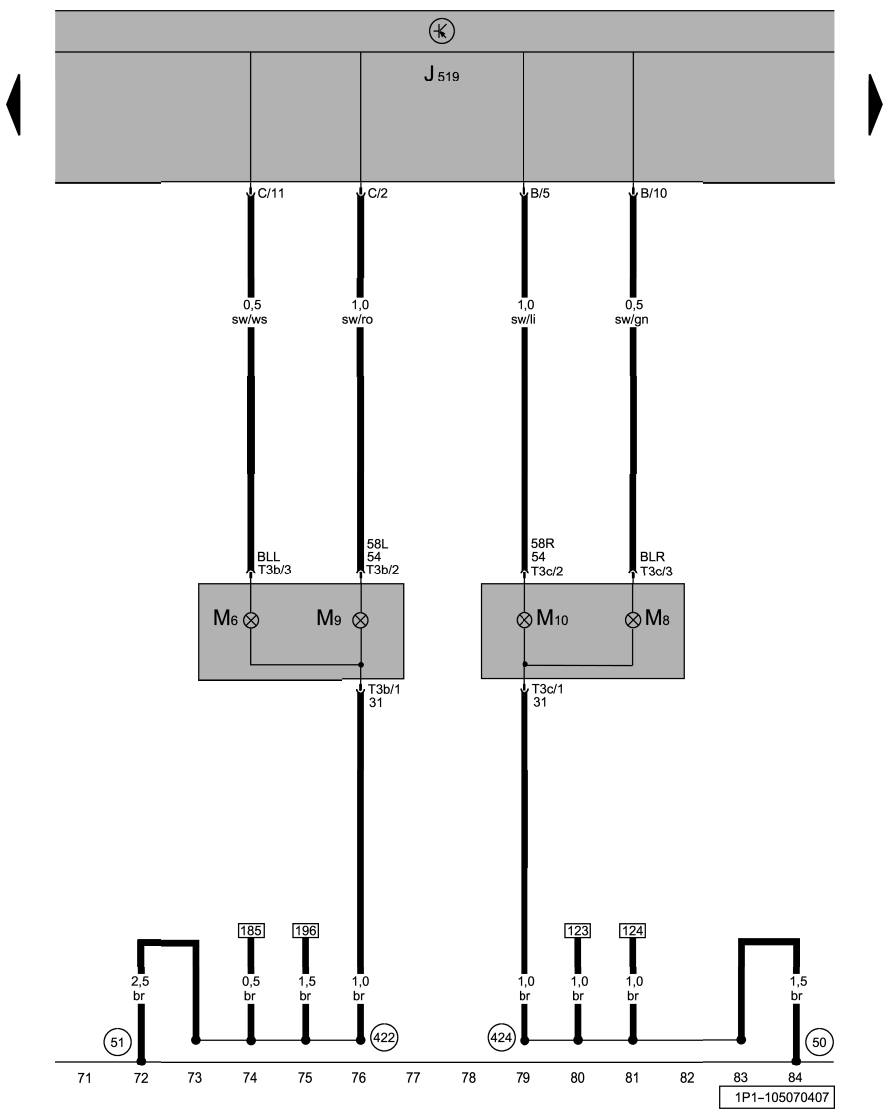 J 519
C/11 C/2 B/5 B/10
0,5 1,0 1,0 0,5
sw/ws sw/ro sw/li sw/gn
58L 58R
BLL 54 54 BLR
T3b/3 T3b/2 T3c/2 T3c/3
M6 M9 M10 M8
T3b/1 T3c/1
31 31
185 196 123 124
2,5 0,5 1,5 1,0 1,0 1,0 1,0 1,5
br br br br br br br br
51 422 424 50
71 72 73 74 75 76 77 78 79 80 81 82 83 84
1P1-105070407